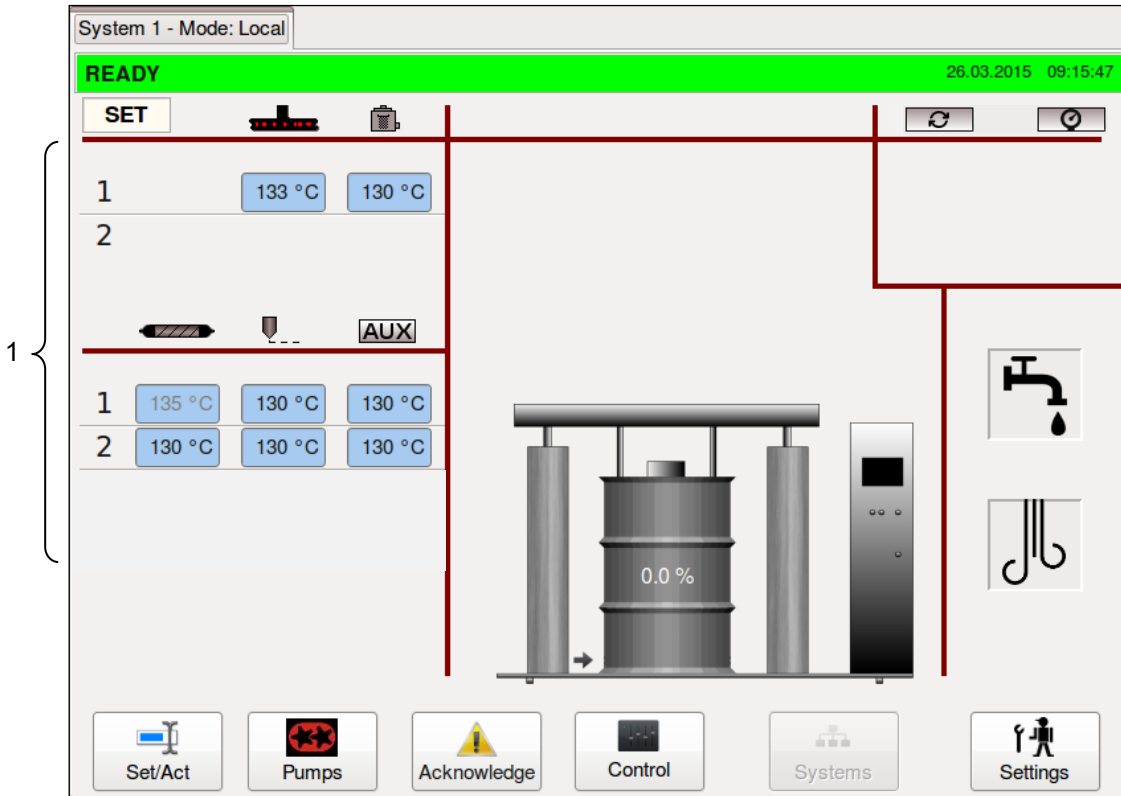 System 1 - Mode: Local
READY 26.03.2015 09:15:47
SET
1 133 °C 130 °C
2
AUX
1
1 135 °C 130 °C 130 °C
2 130 °C 130 °C 130 °C
0.0 %
Set/Act Pumps Acknowledge Control Systems Settings